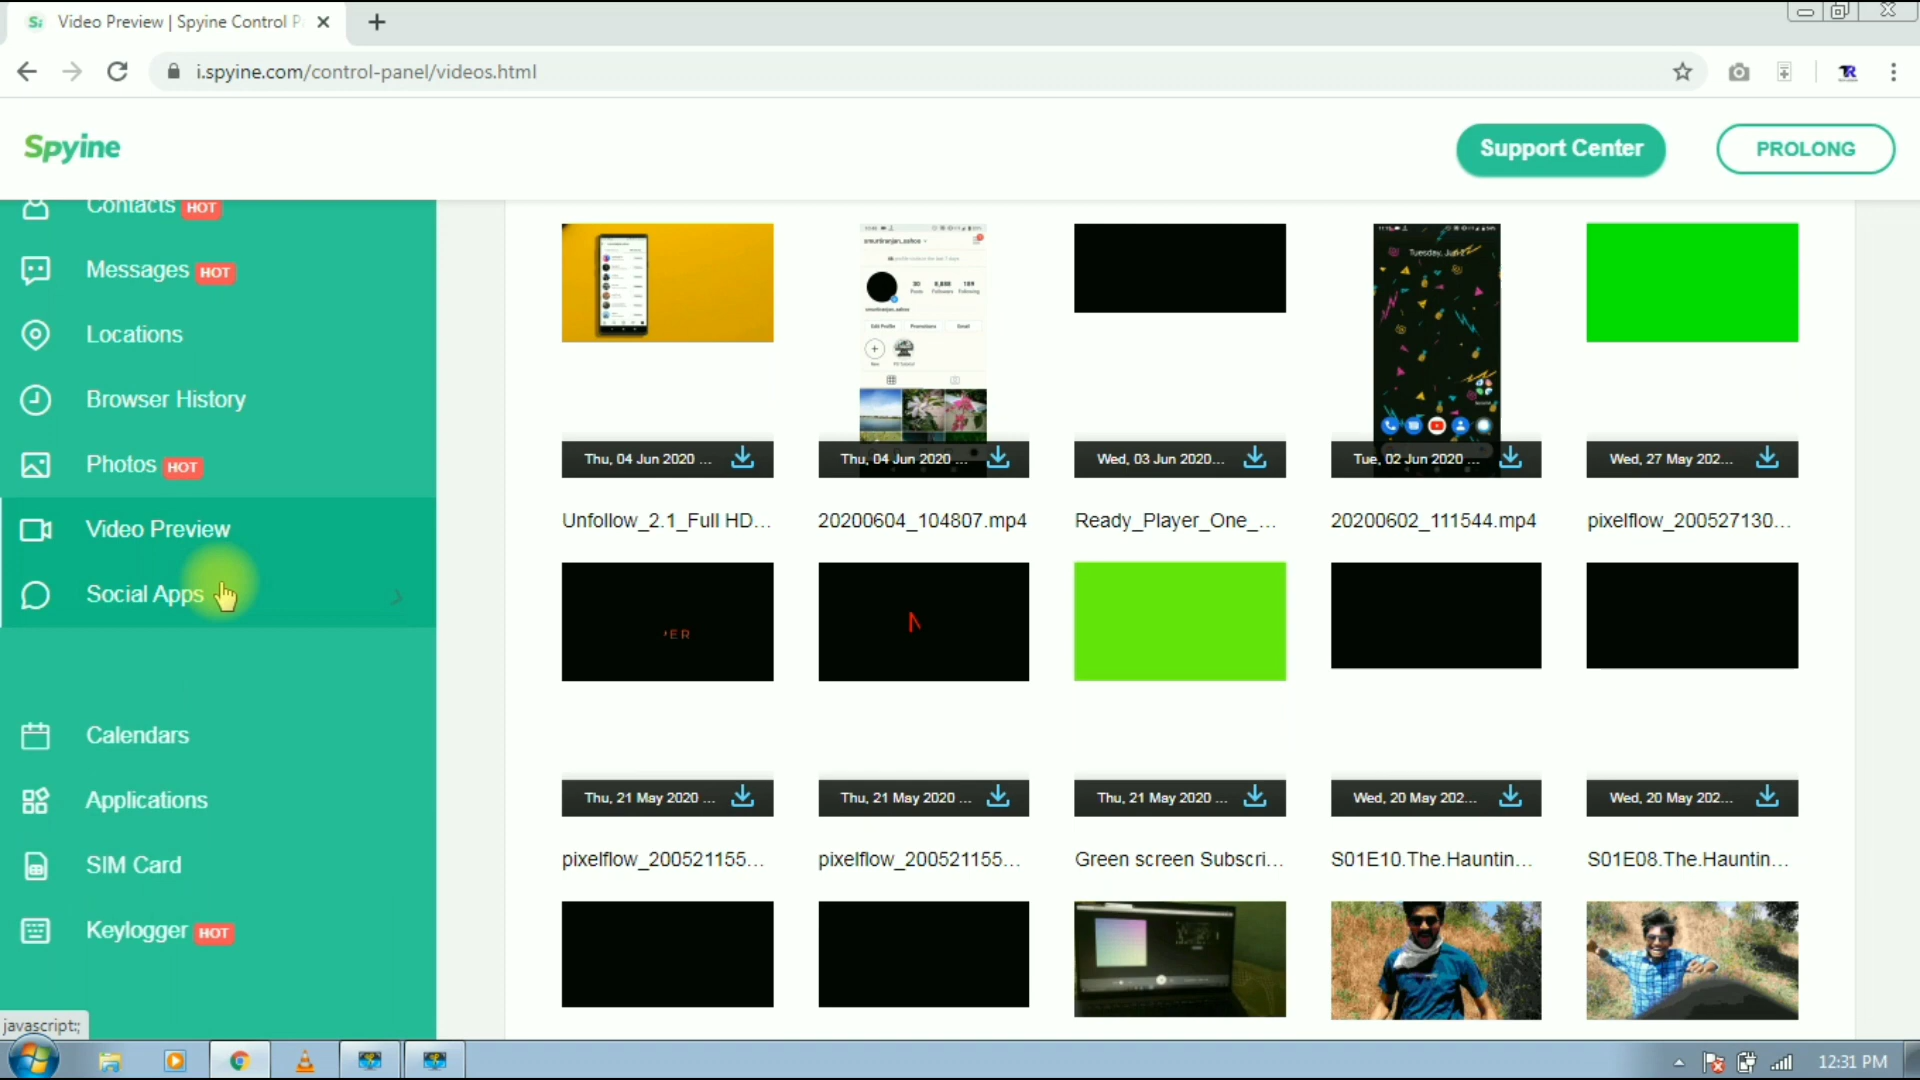 Video Preview | Spyine Control P
i.spyine.com/control-panel/videos.html
Spyine
Support Center
PROLONG
Contacts HOT
Messages HOT
Locations
Browser History
Photos HOT
Video Preview
Social Apps
Calendars
Applications
SIM Card
Keylogger HOT
Tuesday, Jun 2
Thu, 04 Jun 2020 ...
Thu, 04 Jun 2020 ...
Wed, 03 Jun 2020...
Tue, 02 Jun 2020 ...
Wed, 27 May 202...
Unfollow_2.1_Full HD...
20200604_104807.mp4
Ready_Player_One_...
20200602_111544.mp4
pixelflow_200527130...
'ER
N
Thu, 21 May 2020 ...
Thu, 21 May 2020 ...
Thu, 21 May 2020 ...
Wed, 20 May 202...
Wed, 20 May 202...
pixelflow_200521155...
pixelflow_200521155...
Green screen Subscri...
S01E10.The.Hauntin...
S01E08.The.Hauntin...
javascript:;
12:31 PM